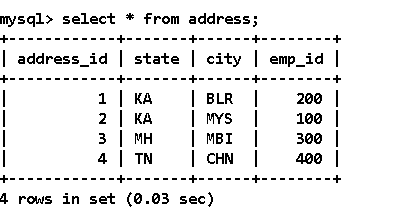 mysql> select * from address;
+------------+-------+------+--------+
| address_id | state | city | emp_id |
+------------+-------+------+--------+
|          1 | KA    | BLR  |    200 |
|          2 | KA    | MYS  |    100 |
|          3 | MH    | MBI  |    300 |
|          4 | TN    | CHN  |    400 |
+------------+-------+------+--------+
4 rows in set (0.03 sec)